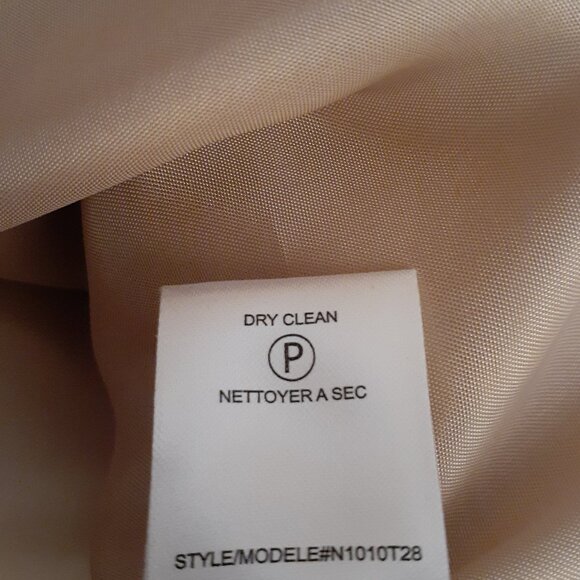 DRY CLEAN
P
NETTOYER A SEC
STYLE/MODELE#N1010T28